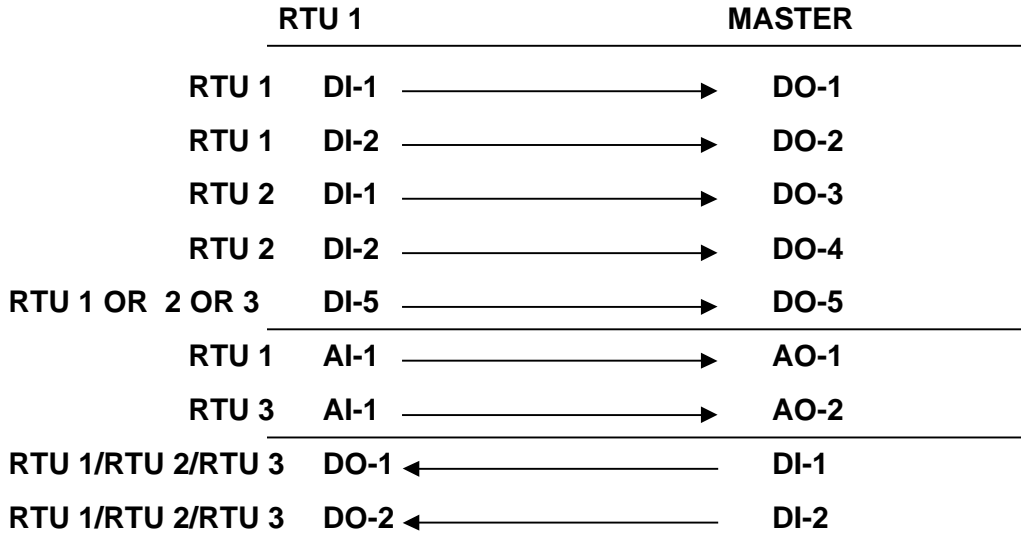 RTU 1 MASTER
RTU 1 DI-1 DO-1
RTU 1 DI-2 DO-2
RTU 2 DI-1 DO-3
RTU 2 DI-2 DO-4
RTU 1 OR 2 OR 3 DI-5 DO-5
RTU 1 AI-1 AO-1
RTU 3 AI-1 AO-2
RTU 1/RTU 2/RTU 3 DO-1 DI-1
RTU 1/RTU 2/RTU 3 DO-2 DI-2